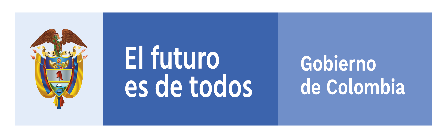 El futuro
es de todos
Gobierno
de Colombia